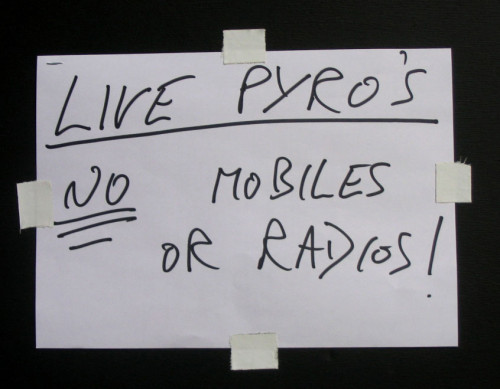 LIVE PYRO'S
NO MOBILES
OR RADIOS!